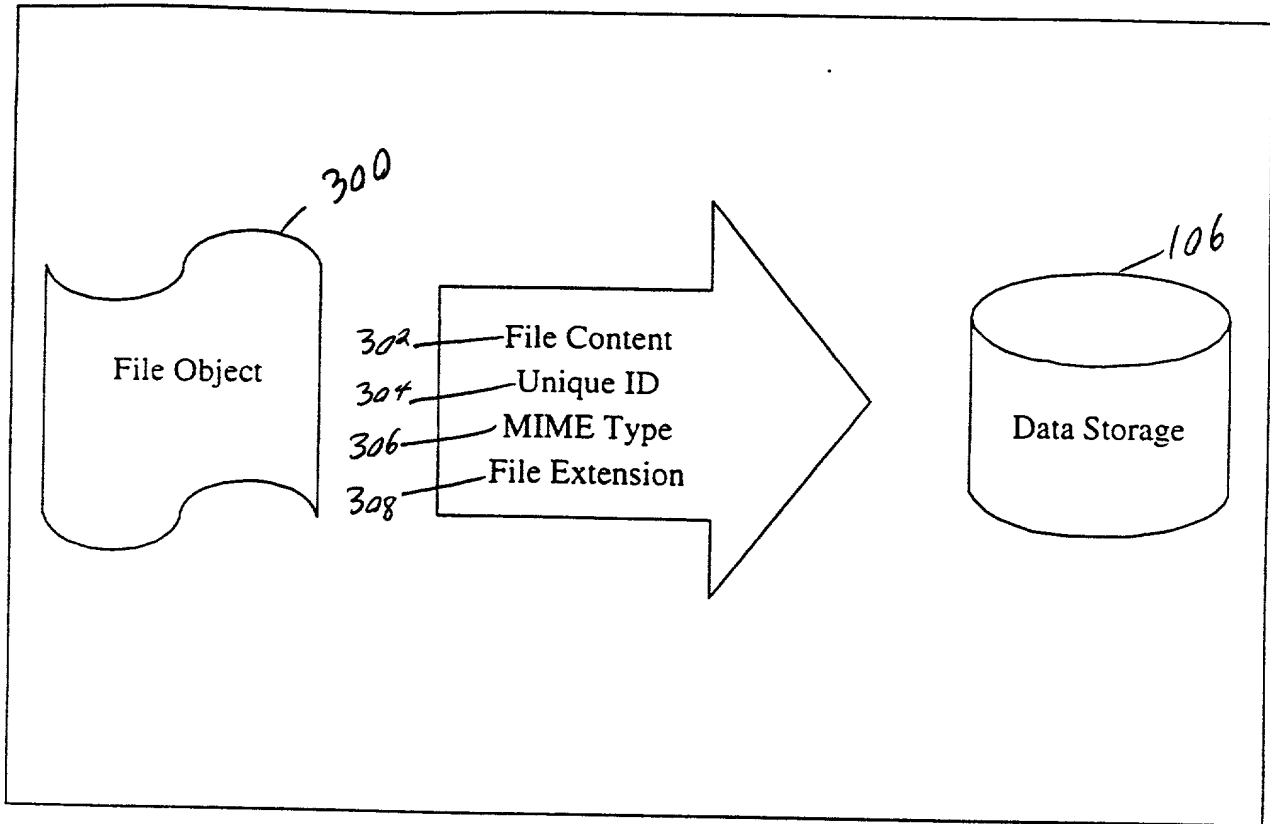 300
106
302 File Content
File Object
304 Unique ID
306 MIME Type
Data Storage
308 File Extension